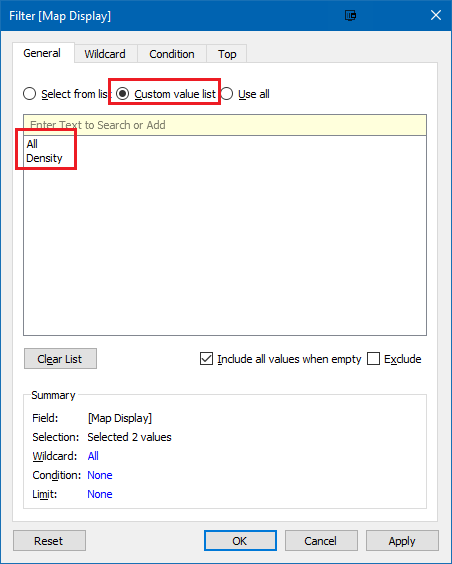 Filter [Map Display]
General Wildcard Condition Top
Select from list Custom value list Use all
Enter Text to Search or Add
All
Density
Clear List Include all values when empty Exclude
Summary
Field: [Map Display]
Selection: Selected 2 values
Wildcard: All
Condition: None
Limit: None
Reset OK Cancel Apply